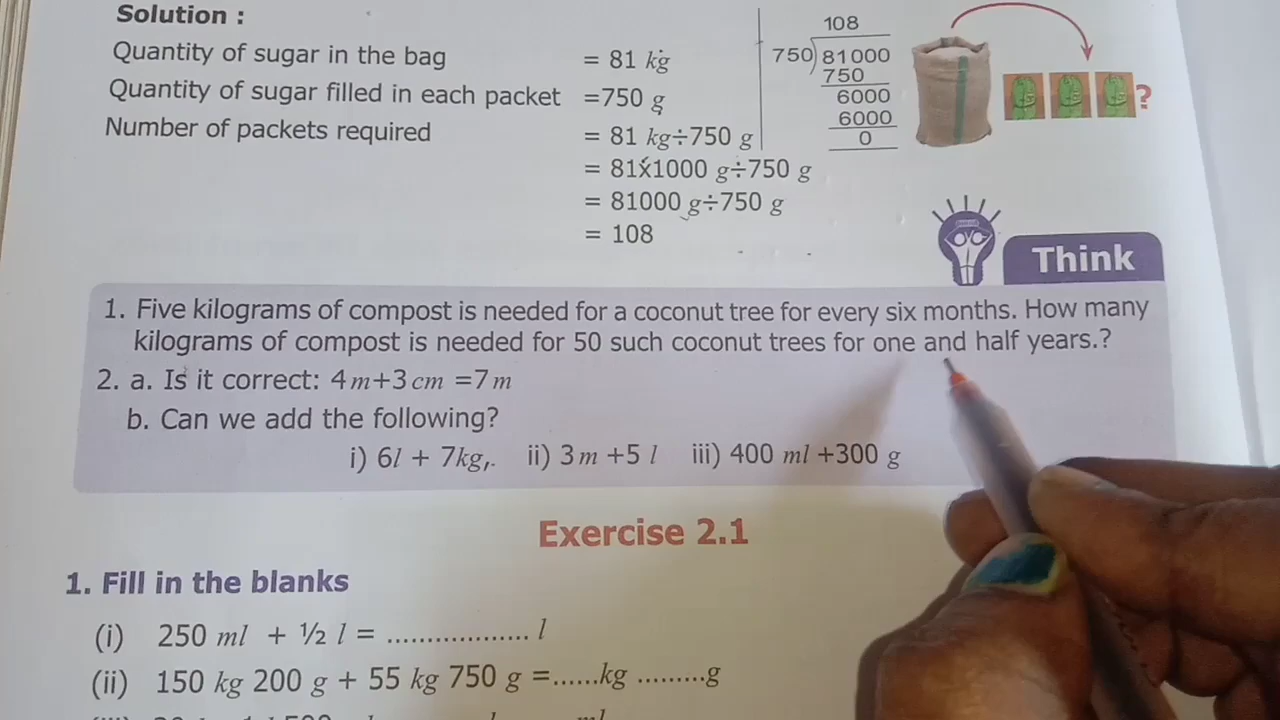 Solution :
Quantity of sugar in the bag = 81 kg
Quantity of sugar filled in each packet =750 g
Number of packets required = 81 kg÷750 g
= 81x1000 g÷750 g
= 81000 g÷750 g
= 108
108
750 81000
750
6000
6000
0
?
Think
1. Five kilograms of compost is needed for a coconut tree for every six months. How many
kilograms of compost is needed for 50 such coconut trees for one and half years.?
2. a. Is it correct: 4m+3cm =7m
b. Can we add the following?
i) 6l + 7kg,. ii) 3m +5 l iii) 400 ml +300 g
Exercise 2.1
1. Fill in the blanks
(i) 250 ml + ½ l = .................. l
(ii) 150 kg 200 g + 55 kg 750 g =......kg .........g